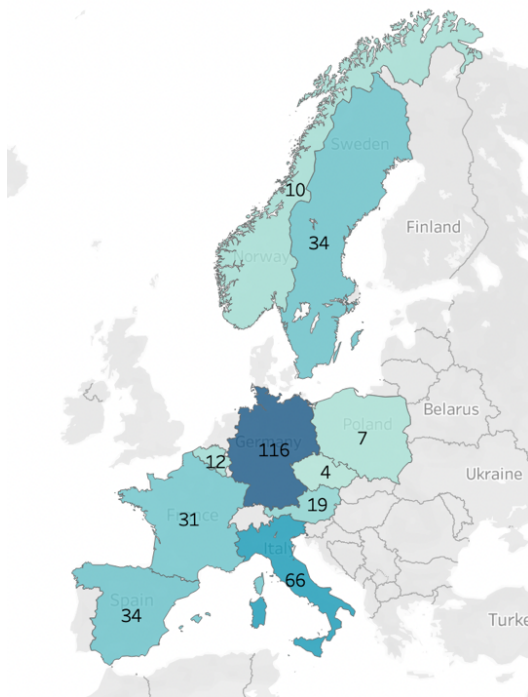 Sweden
10
34
Finland
Norway
Belarus
Poland
7
Germany
116
12
4
Ukraine
19
France
31
Italy
66
Spain
34
Turke